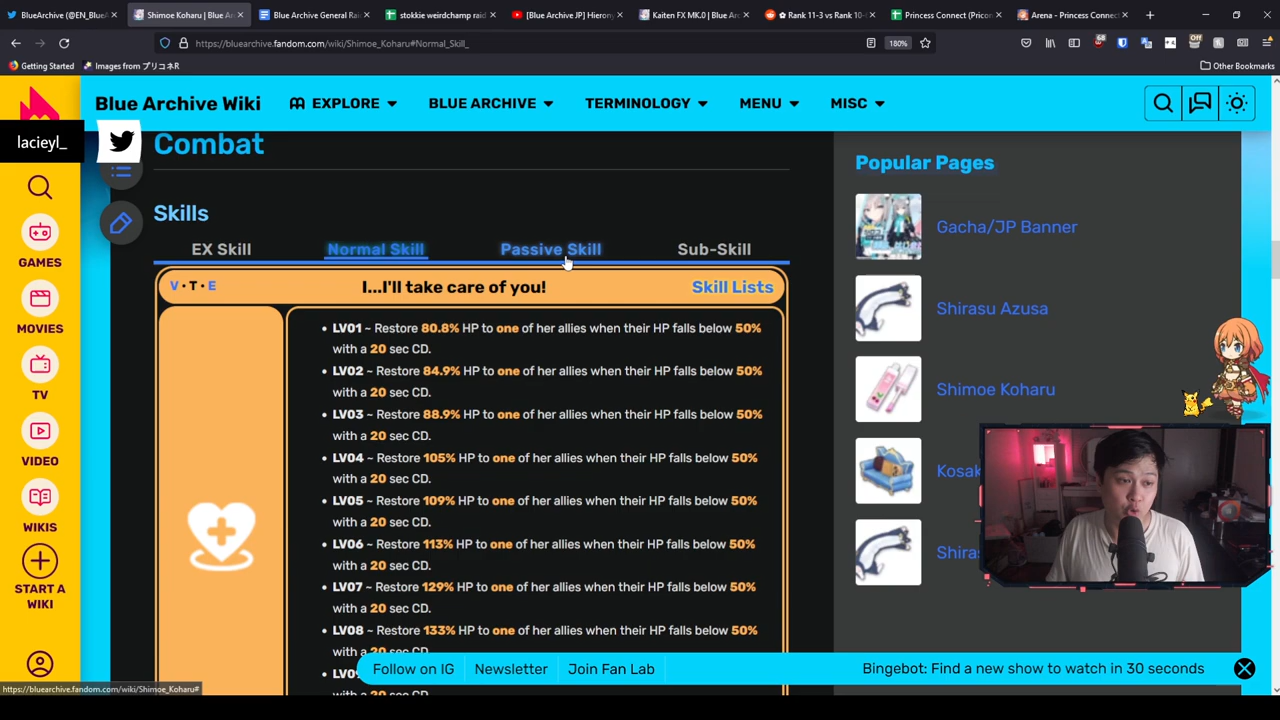 BlueArchive (@EN_BlueAr
Shimoe Koharu | Blue Ar
Blue Archive General Rai
stokkie weirdchamp raid
[Blue Archive JP] Hierony
Kaiten FX MK.0 | Blue Ar
Rank 11-3 vs Rank 10-
Princess Connect (Pricon
Arena - Princess Connect
https://bluearchive.fandom.com/wiki/Shimoe_Koharu#Normal_Skill_
180%
68
Off
Getting Started
Images from プリコネR
Other Bookmarks
Blue Archive Wiki
EXPLORE
BLUE ARCHIVE
TERMINOLOGY
MENU
MISC
lacieyl_
GAMES
MOVIES
TV
VIDEO
WIKIS
START A
WIKI
Combat
Skills
EX Skill
Normal Skill
Passive Skill
Sub-Skill
V • T • E
I...I'll take care of you!
Skill Lists
• LV01 ~ Restore 80.8% HP to one of her allies when their HP falls below 50%
with a 20 sec CD.
• LV02 ~ Restore 84.9% HP to one of her allies when their HP falls below 50%
with a 20 sec CD.
• LV03 ~ Restore 88.9% HP to one of her allies when their HP falls below 50%
with a 20 sec CD.
• LV04 ~ Restore 105% HP to one of her allies when their HP falls below 50%
with a 20 sec CD.
• LV05 ~ Restore 109% HP to one of her allies when their HP falls below 50%
with a 20 sec CD.
• LV06 ~ Restore 113% HP to one of her allies when their HP falls below 50%
with a 20 sec CD.
• LV07 ~ Restore 129% HP to one of her allies when their HP falls below 50%
with a 20 sec CD.
• LV08 ~ Restore 133% HP to one of her allies when their HP falls below 50%
Popular Pages
Gacha/JP Banner
Shirasu Azusa
Shimoe Koharu
Kosak
Shiras
Follow on IG
Newsletter
Join Fan Lab
Bingebot: Find a new show to watch in 30 seconds
https://bluearchive.fandom.com/wiki/Shimoe_Koharu#